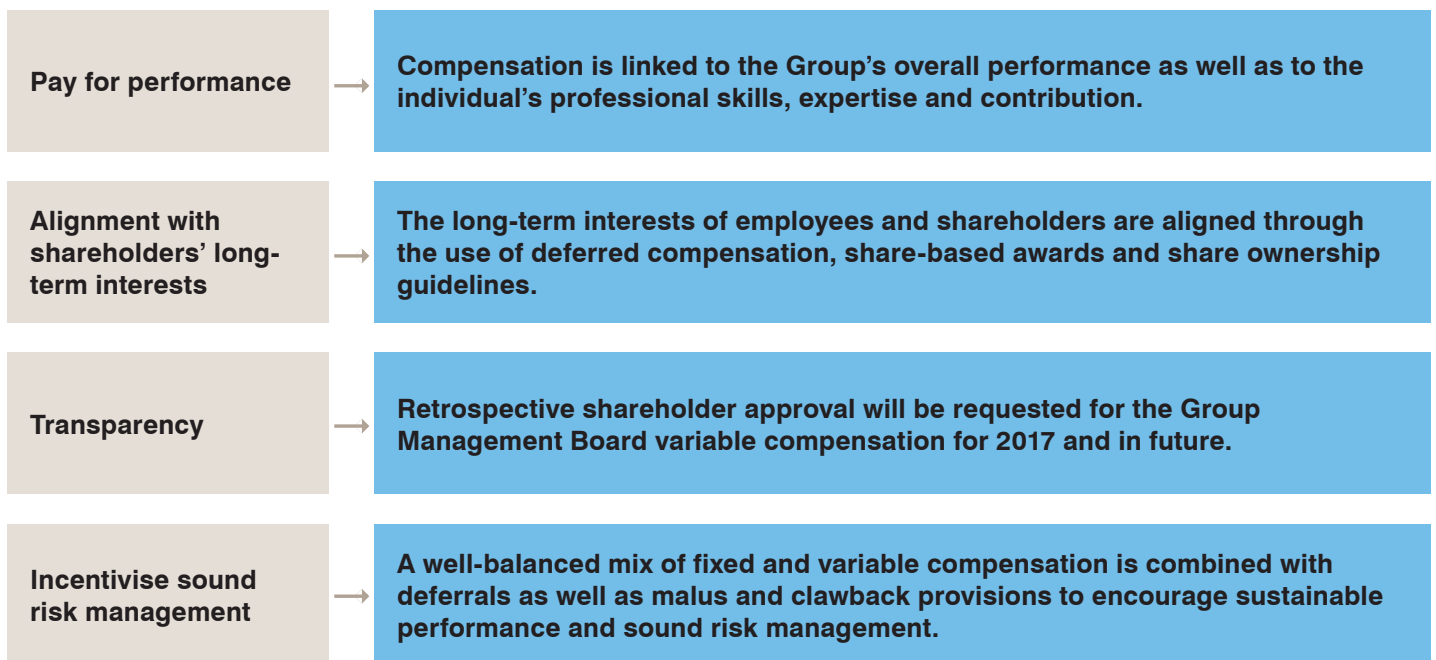 Pay for performance
Compensation is linked to the Group's overall performance as well as to the
individual's professional skills, expertise and contribution.
Alignment with
shareholders' long-
term interests
The long-term interests of employees and shareholders are aligned through
the use of deferred compensation, share-based awards and share ownership
guidelines.
Transparency
Retrospective shareholder approval will be requested for the Group
Management Board variable compensation for 2017 and in future.
Incentivise sound
risk management
A well-balanced mix of fixed and variable compensation is combined with
deferrals as well as malus and clawback provisions to encourage sustainable
performance and sound risk management.